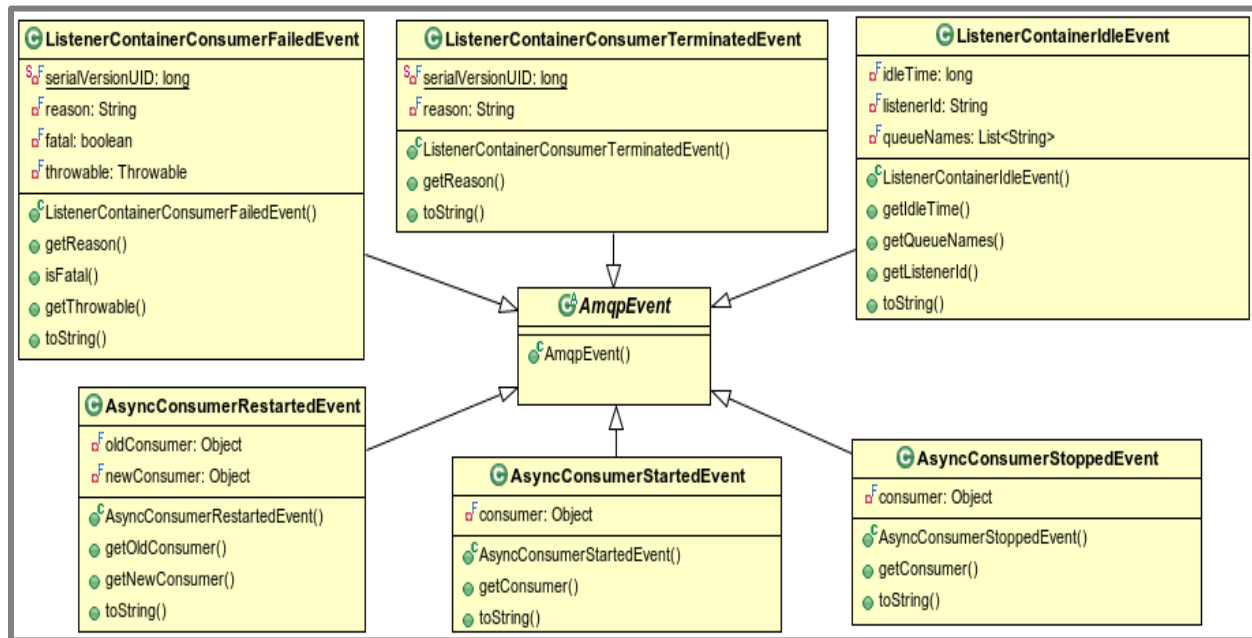 ListenerContainerConsumerFailedEvent
serialVersionUID: long
reason: String
fatal: boolean
throwable: Throwable
ListenerContainerConsumerFailedEvent()
getReason()
isFatal()
getThrowable()
toString()
ListenerContainerConsumerTerminatedEvent
serialVersionUID: long
reason: String
ListenerContainerConsumerTerminatedEvent()
getReason()
toString()
ListenerContainerIdleEvent
idleTime: long
listenerId: String
queueNames: List<String>
ListenerContainerIdleEvent()
getIdleTime()
getQueueNames()
getListenerId()
toString()
AmqpEvent
AmqpEvent()
AsyncConsumerRestartedEvent
oldConsumer: Object
newConsumer: Object
AsyncConsumerRestartedEvent()
getOldConsumer()
getNewConsumer()
toString()
AsyncConsumerStartedEvent
consumer: Object
AsyncConsumerStartedEvent()
getConsumer()
toString()
AsyncConsumerStoppedEvent
consumer: Object
AsyncConsumerStoppedEvent()
getConsumer()
toString()